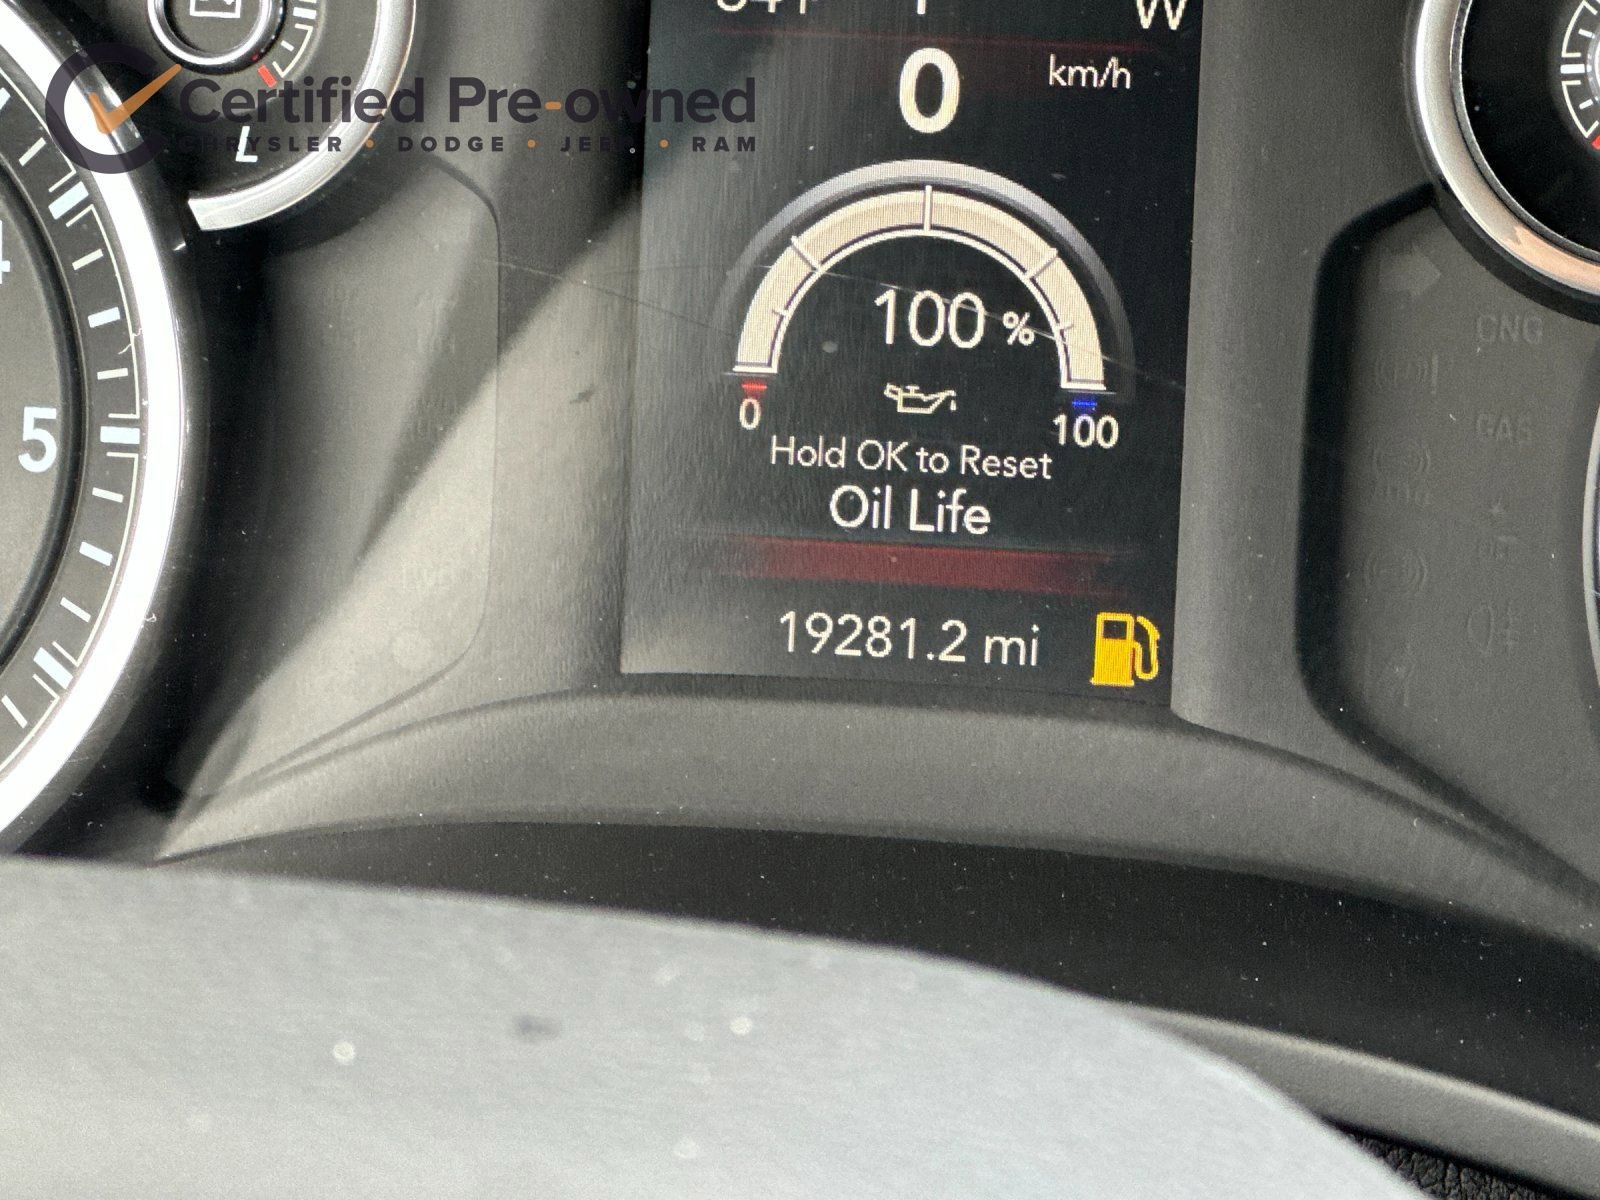 W
0 km/h
Certified Pre-owned
CHRYSLER • DODGE • JEEP • RAM
100 %
0
100
Hold OK to Reset
Oil Life
19281.2 mi
5
CNG
GAS